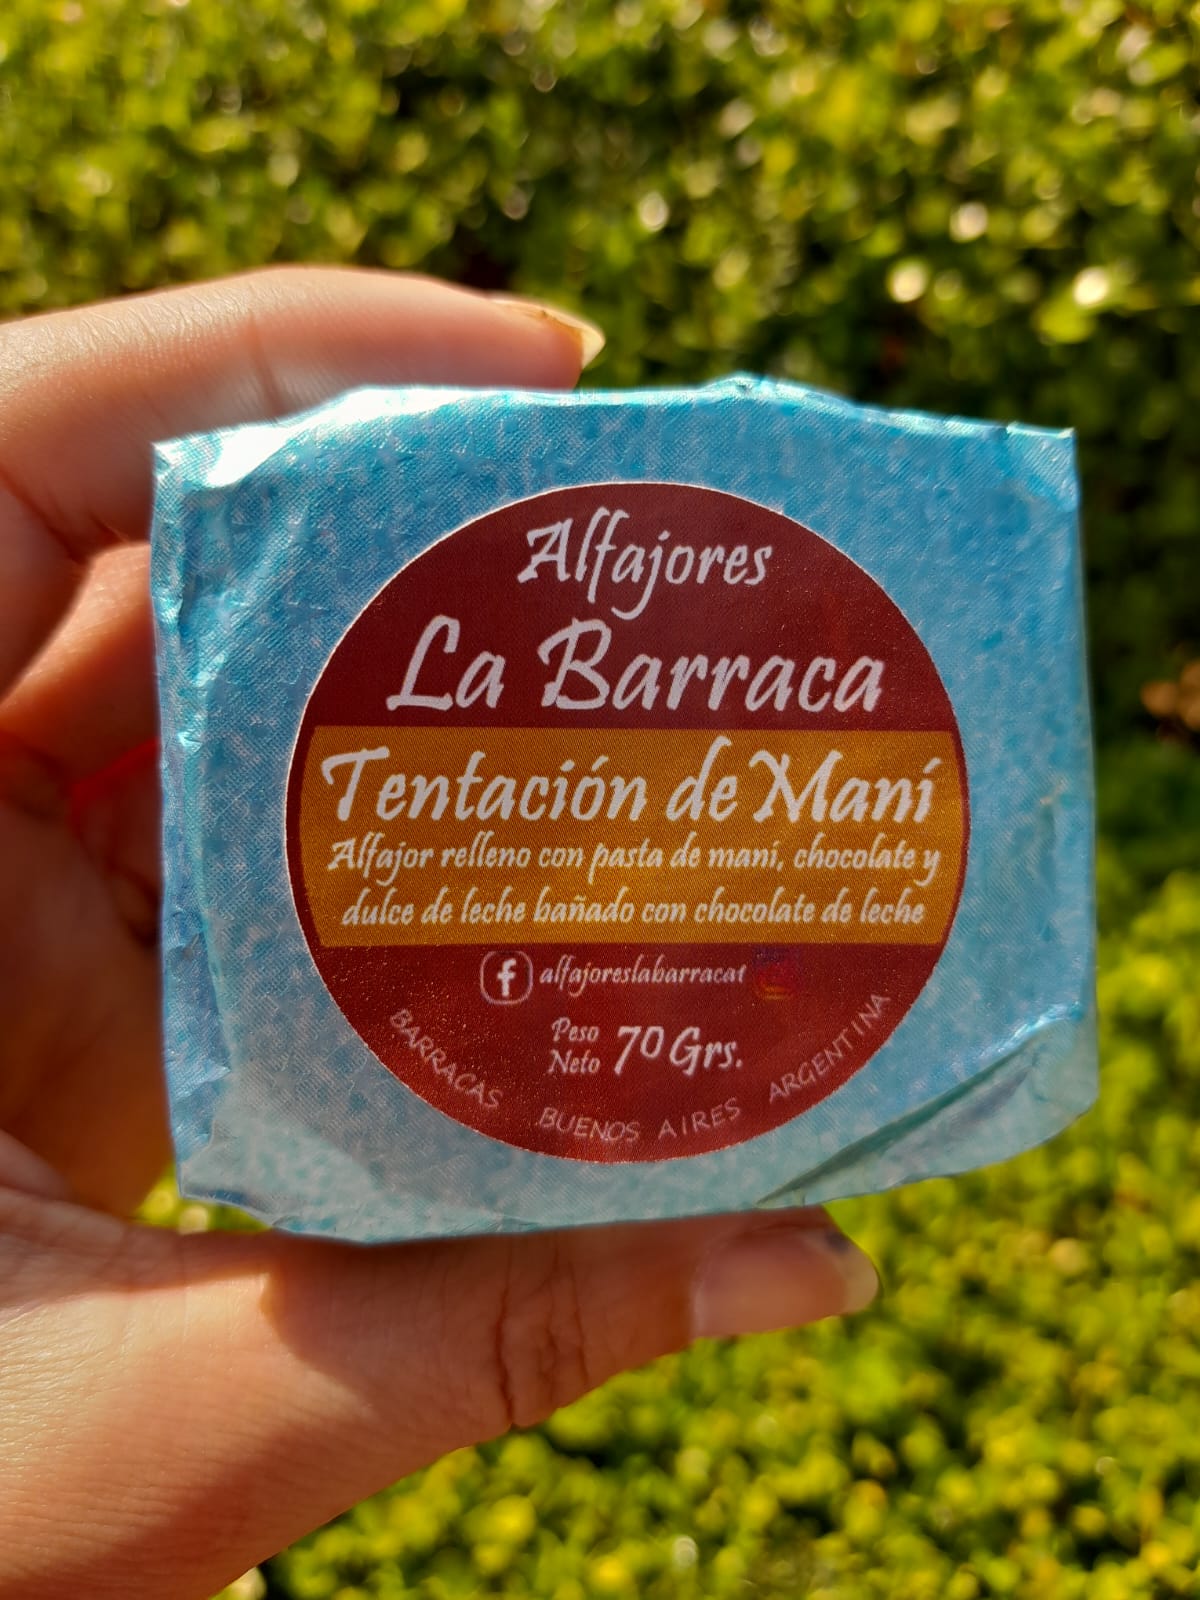 Alfajores
La Barraca
Tentación de Maní
Alfajor relleno con pasta de maní, chocolate y
dulce de leche bañado con chocolate de leche
alfajoreslabarraca1
Peso Neto 70 Grs.
BARRACAS BUENOS AIRES ARGENTINA